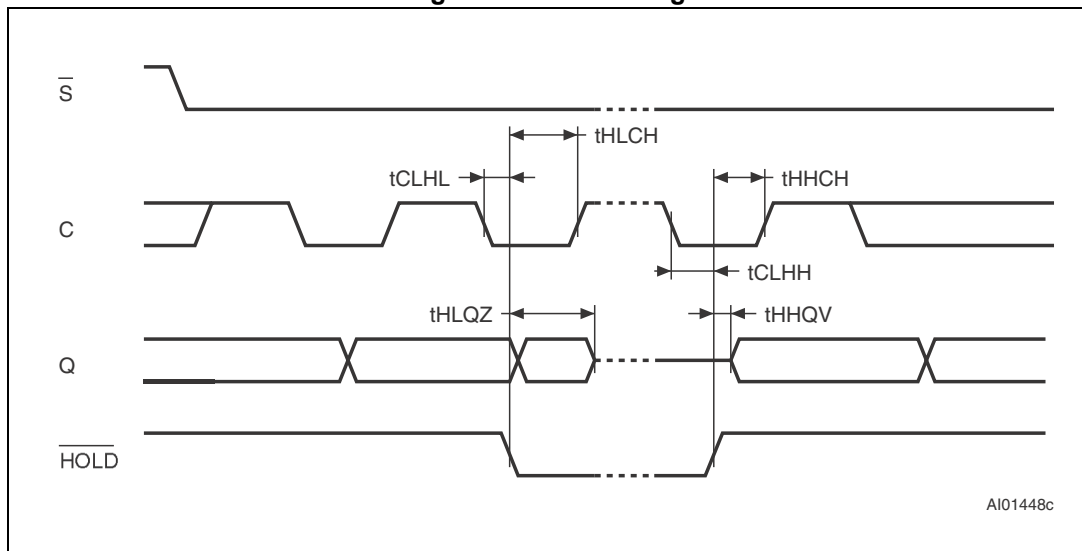 S
tHLCH
tCLHL
tHHCH
C
tCLHH
tHLQZ
tHHQV
Q
HOLD
AI01448c